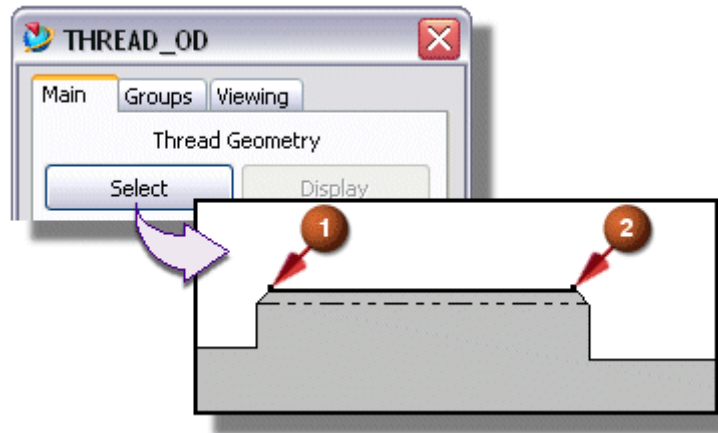 THREAD_OD
Main Groups Viewing
Thread Geometry
Select Display
1 2